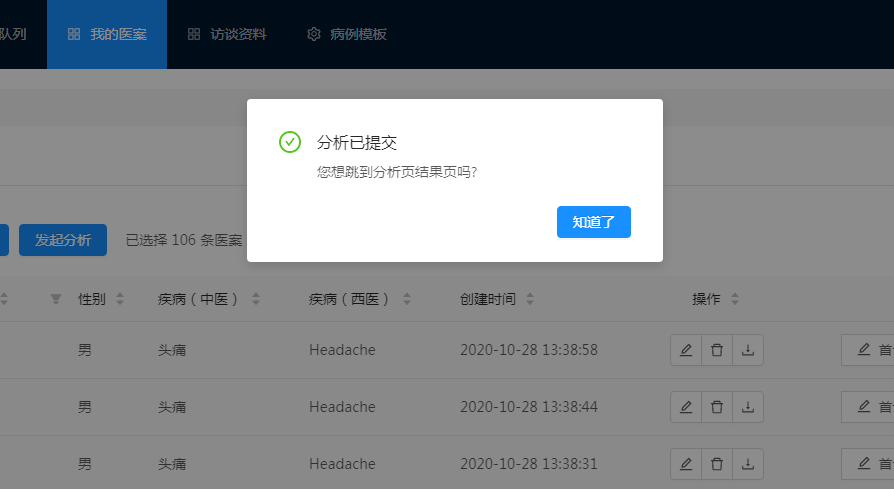 队列 我的医案 访谈资料 病例模板
分析已提交
您想跳到分析页结果页吗?
知道了
发起分析 已选择 106 条医案
性别 疾病（中医） 疾病（西医） 创建时间 操作
男 头痛 Headache 2020-10-28 13:38:58 首
男 头痛 Headache 2020-10-28 13:38:44 首
男 头痛 Headache 2020-10-28 13:38:31 首